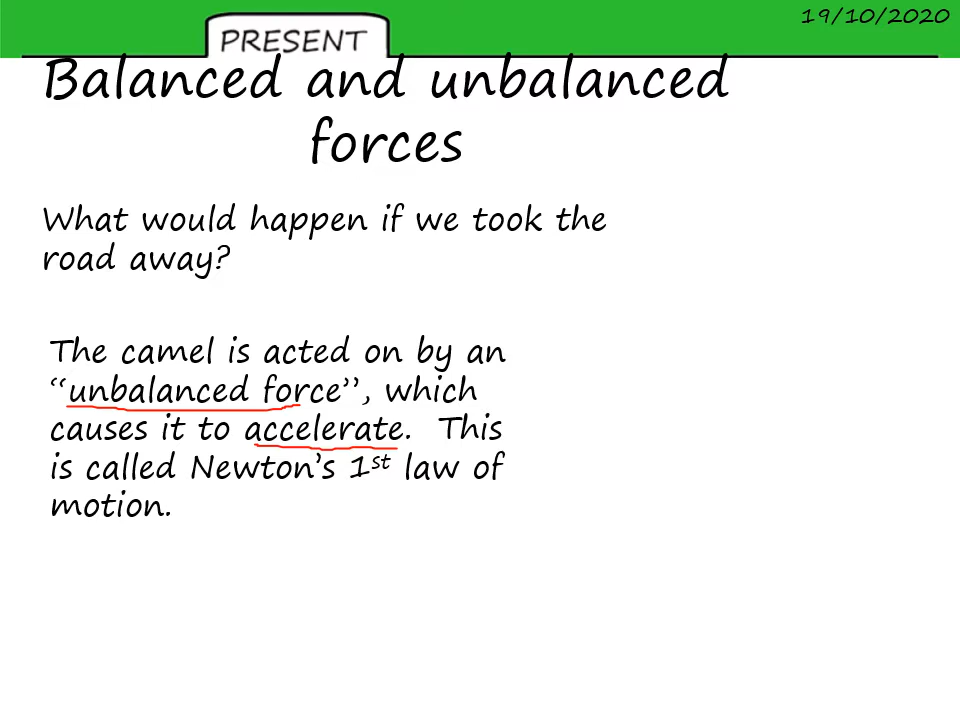 19/10/2020
PRESENT
Balanced and unbalanced
forces
What would happen if we took the
road away?
The camel is acted on by an
“unbalanced force”, which
causes it to accelerate. This
is called Newton’s 1st law of
motion.